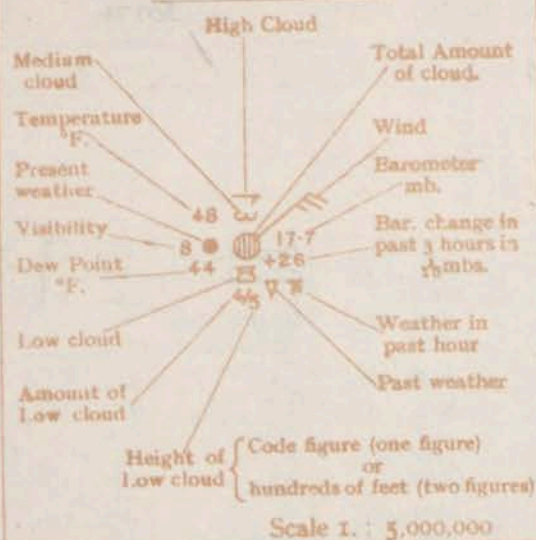 High Cloud
Medium
cloud
Total Amount
of cloud.
Temperature
°F.
Wind
Present
weather
Barometer
mb.
Visibility
Bar. change in
past 3 hours in
mbs.
Dew Point
°F.
48
8
17.7
44
+26
4/5
Low cloud
Weather in
past hour
Amount of
Low cloud
Past weather
Height of
Low cloud
Code figure (one figure)
or
hundreds of feet (two figures)
Scale 1. : 5,000,000